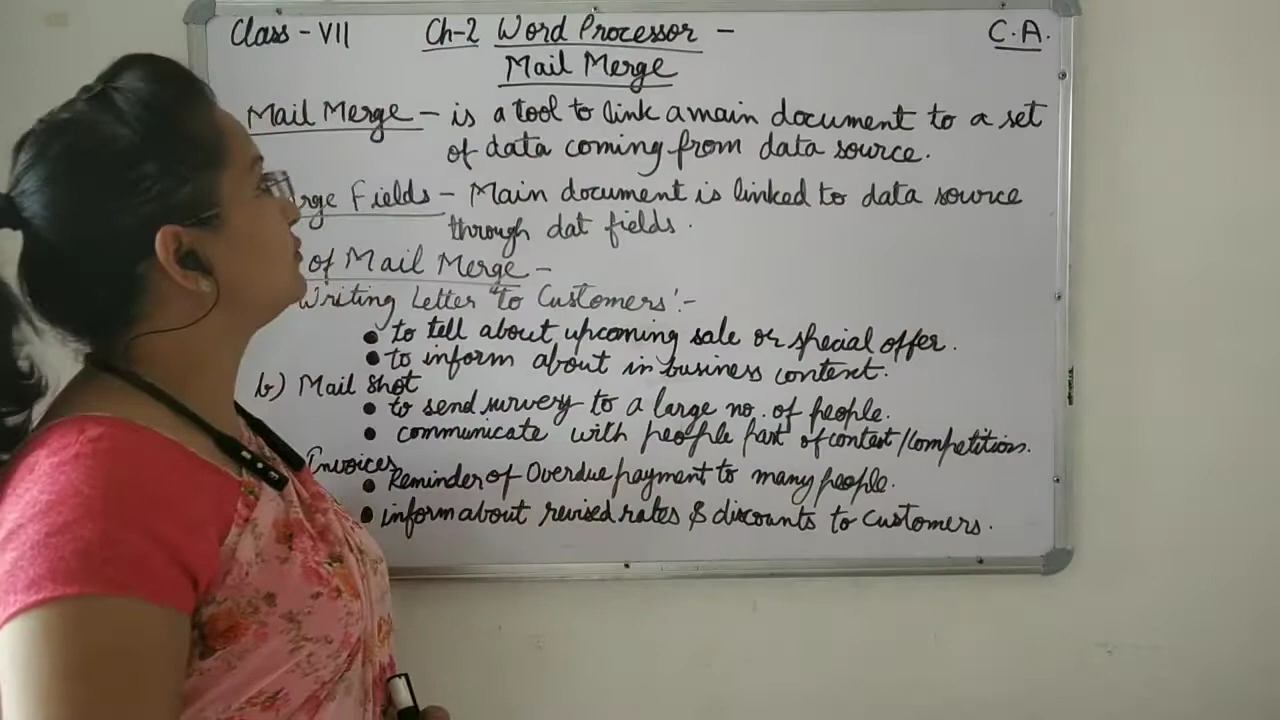 Class - VII Ch-2 Word Processor - C.A.
Mail Merge
Mail Merge - is a tool to link a main document to a set
of data coming from data source.
rge Fields - Main document is linked to data source
through dat fields.
of Mail Merge -
Writing Letter "to Customers':-
• to tell about upcoming sale or special offer.
• to inform about in business context.
b) Mail Shot
• to send survery to a large no. of people.
• communicate with people part of contest/competitions.
Invoices
• Reminder of Overdue payment to many people.
• inform about revised rates & discounts to customers.